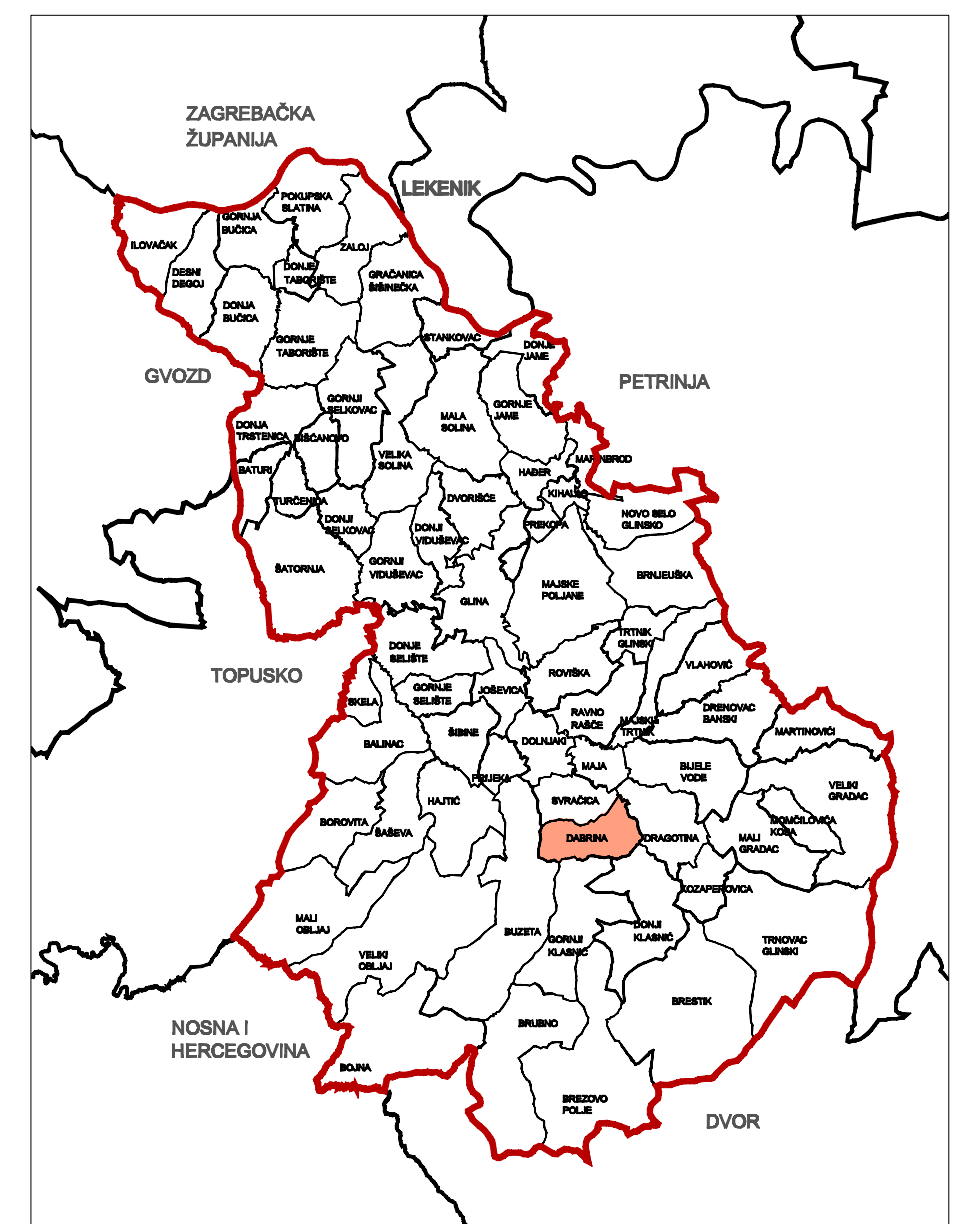 ZAGREBAČKA
ŽUPANIJA
LEKENIK
POKUPSKA
SLATINA
GORNJA
BUČICA
ILOVAČAK
ZALOJ
DESNI
DEGOJ
DONJE
TABORIŠTE
GRAČANICA
ŠIŠINEČKA
DONJA
BUČICA
GORNJE
TABORIŠTE
STANKOVAC
DONJE
JAME
GVOZD
PETRINJA
GORNJI
SELKOVAC
GORNJE
JAME
MALA
SOLINA
DONJA
TRSTENICA
BIŠĆANOVO
VELIKA
SOLINA
MARINBROD
BATURI
HAĐER
TURČENICA
DVORIŠĆE
KIHALAC
DONJI
SELKOVAC
DONJI
VIDUŠEVAC
PREKOPA
NOVO SELO
GLINSKO
ŠATORNJA
GORNJI
VIDUŠEVAC
MAJSKE
POLJANE
BRNJEUŠKA
GLINA
TRTNIK
GLINSKI
DONJE
SELIŠTE
TOPUSKO
ROVIŠKA
VLAHOVIĆ
GORNJE
SELIŠTE
JOŠEVICA
SKELA
RAVNO
RAŠČE
MAJSKI
TRTNIK
DRENOVAC
BANSKI
MARTINOVIĆI
ŠIBINE
BALINAC
DOLNJAKI
MAJA
BIJELE
VODE
PRIJEKA
VELIKI
GRADAC
HAJTIĆ
SVRAČICA
BOROVITA
ŠAŠEVA
MOMČILOVIĆA
KOSA
DABRINA
DRAGOTINA
MALI
GRADAC
KOZAPEROVICA
MALI
OBLJAJ
BUZETA
GORNJI
KLASNIĆ
DONJI
KLASNIĆ
TRNOVAC
GLINSKI
VELIKI
OBLJAJ
BRESTIK
NOSNA I
HERCEGOVINA
BRUBNO
BOJNA
BREZOVO
POLJE
DVOR